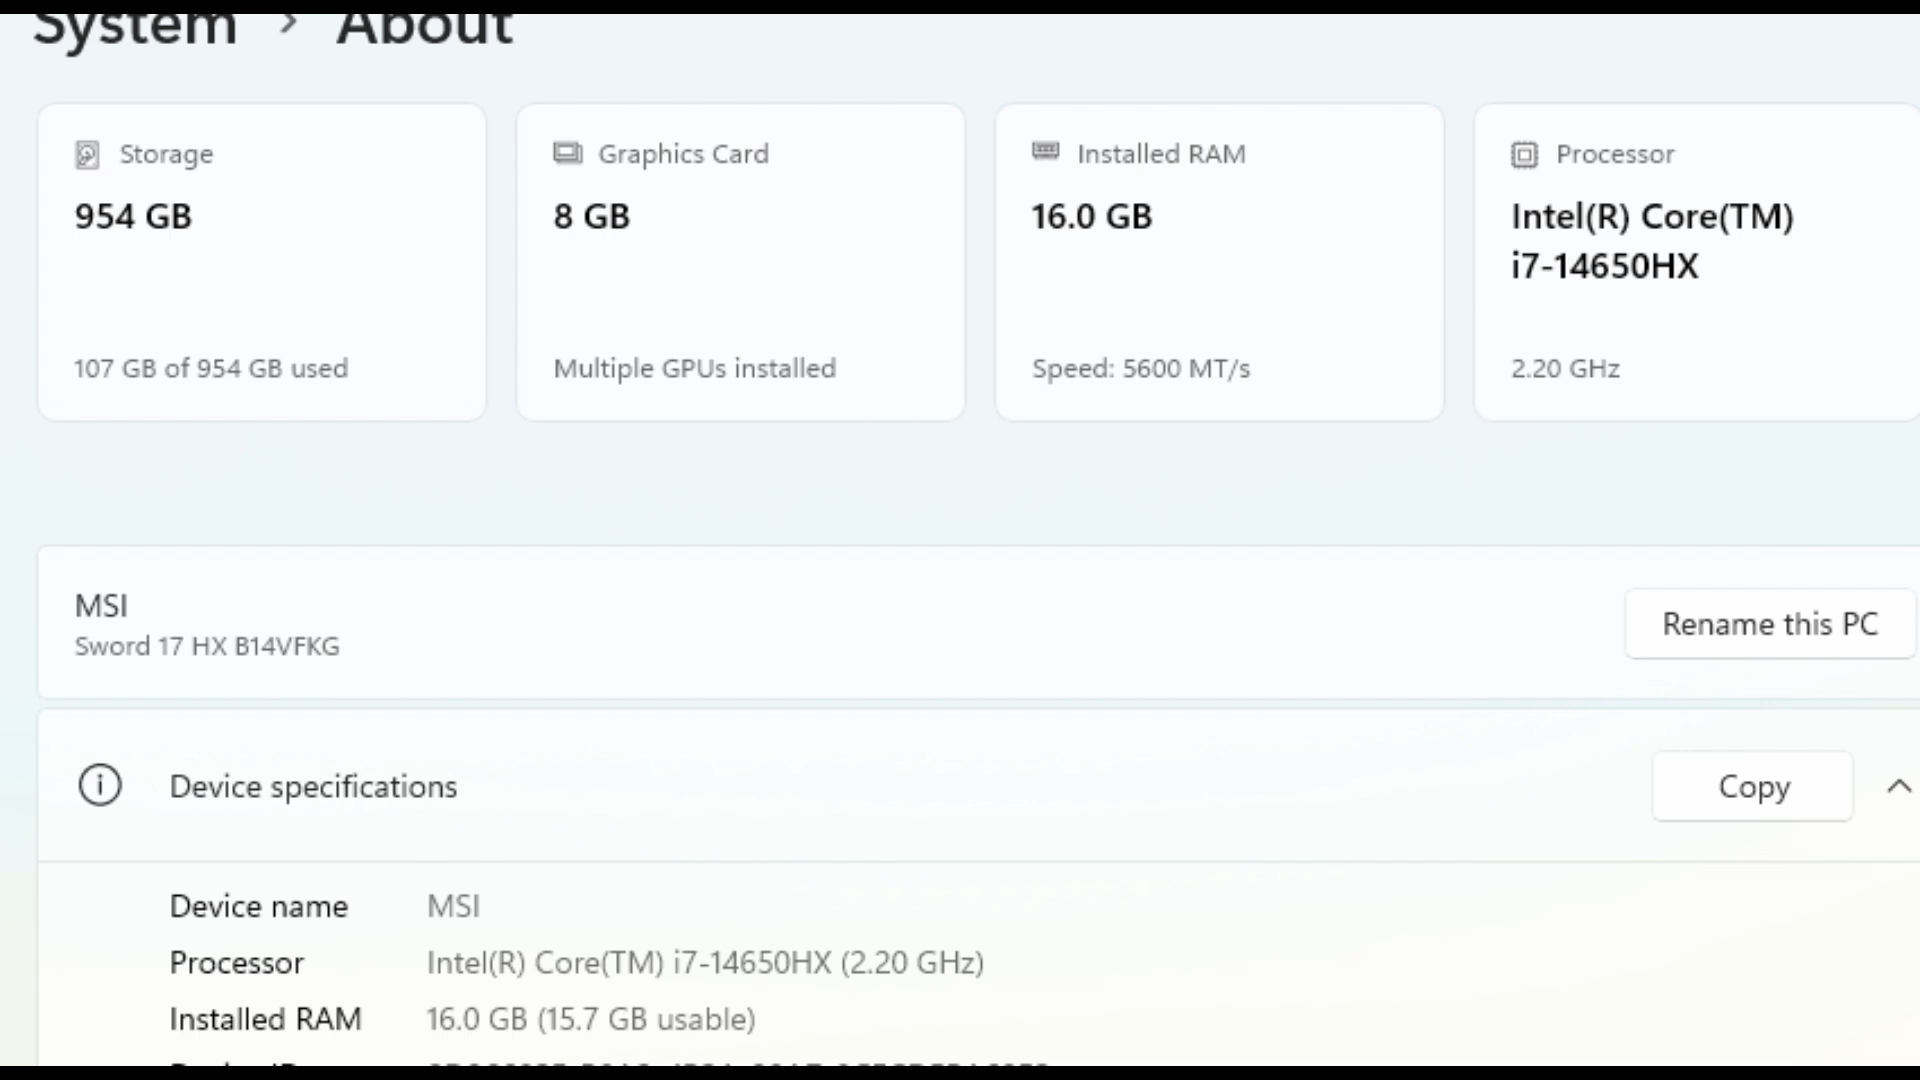 System > About
Storage
954 GB
107 GB of 954 GB used
Graphics Card
8 GB
Multiple GPUs installed
Installed RAM
16.0 GB
Speed: 5600 MT/s
Processor
Intel(R) Core(TM)
i7-14650HX
2.20 GHz
MSI
Sword 17 HX B14VFKG
Rename this PC
Device specifications
Copy
Device name MSI
Processor Intel(R) Core(TM) i7-14650HX (2.20 GHz)
Installed RAM 16.0 GB (15.7 GB usable)